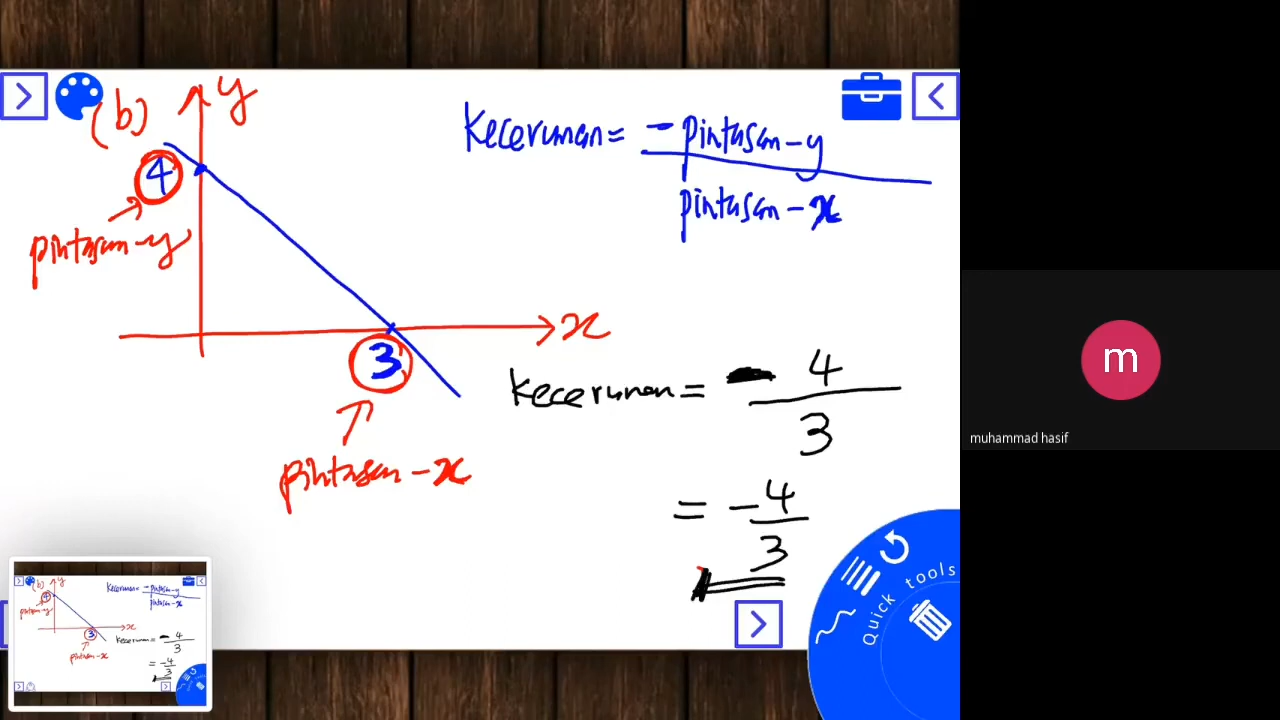 (b)
y
Kecerunan = - pintasan-y
pintasan-x
4
pintasan-y
x
3
pintasan-x
Kecerunan = - 4
3
= - 4
3
Quick tools
m
muhammad hasif